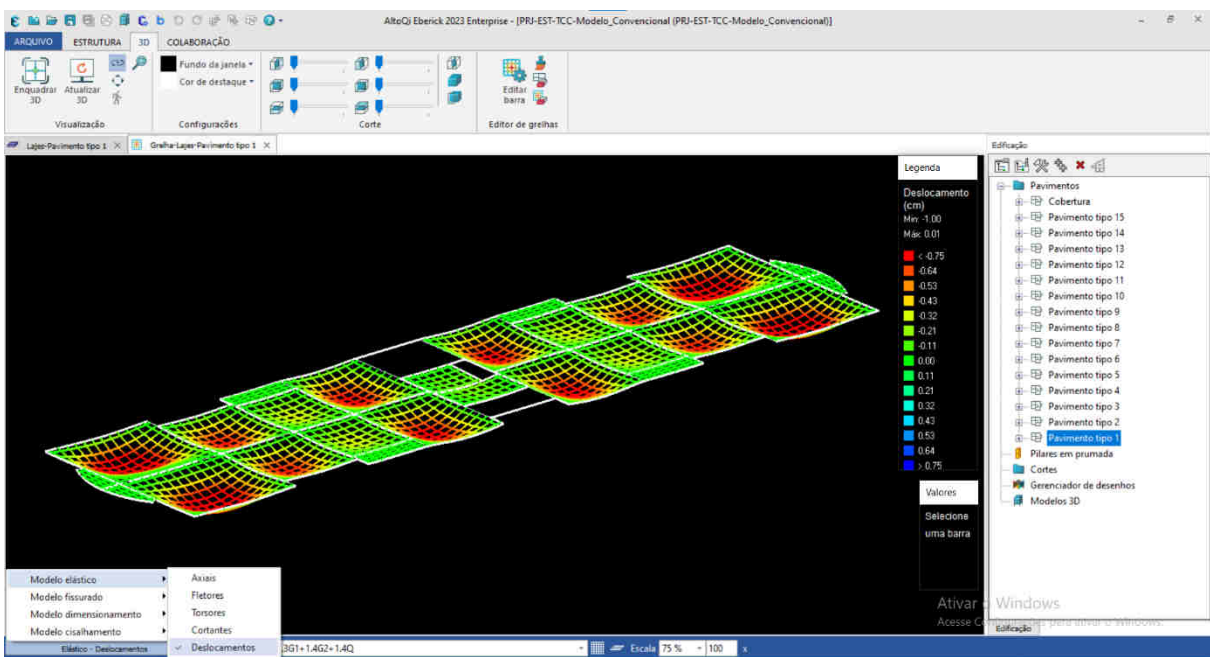 AltoQi Eberick 2023 Enterprise - [PRJ-EST-TCC-Modelo_Convencional (PRJ-EST-TCC-Modelo_Convencional)]
ARQUIVO ESTRUTURA 3D COLABORAÇÃO
Enquadrar 3D
Atualizar 3D
Fundo da janela
Cor de destaque
Editar barra
Visualização
Configurações
Corte
Editor de grelhas
Lajes-Pavimento tipo 1
Grelha-Lajes-Pavimento tipo 1
Legenda
Deslocamento
(cm)
Min: -1.00
Máx: 0.01
< -0.75
-0.64
-0.53
-0.43
-0.32
-0.21
-0.11
0.00
0.11
0.21
0.32
0.43
0.53
0.64
> 0.75
Valores
Selecione
uma barra
Edificação
Pavimentos
Cobertura
Pavimento tipo 15
Pavimento tipo 14
Pavimento tipo 13
Pavimento tipo 12
Pavimento tipo 11
Pavimento tipo 10
Pavimento tipo 9
Pavimento tipo 8
Pavimento tipo 7
Pavimento tipo 6
Pavimento tipo 5
Pavimento tipo 4
Pavimento tipo 3
Pavimento tipo 2
Pavimento tipo 1
Pilares em prumada
Cortes
Gerenciador de desenhos
Modelos 3D
Ativar o Windows
Acesse
para ativar o Windows.
Edificação
Modelo elástico
Modelo fissurado
Modelo dimensionamento
Modelo cisalhamento
Axiais
Fletores
Torsores
Cortantes
Deslocamentos
Elástico - Deslocamentos
.3G1+1.4G2+1.4Q
Escala 75 % 100 x